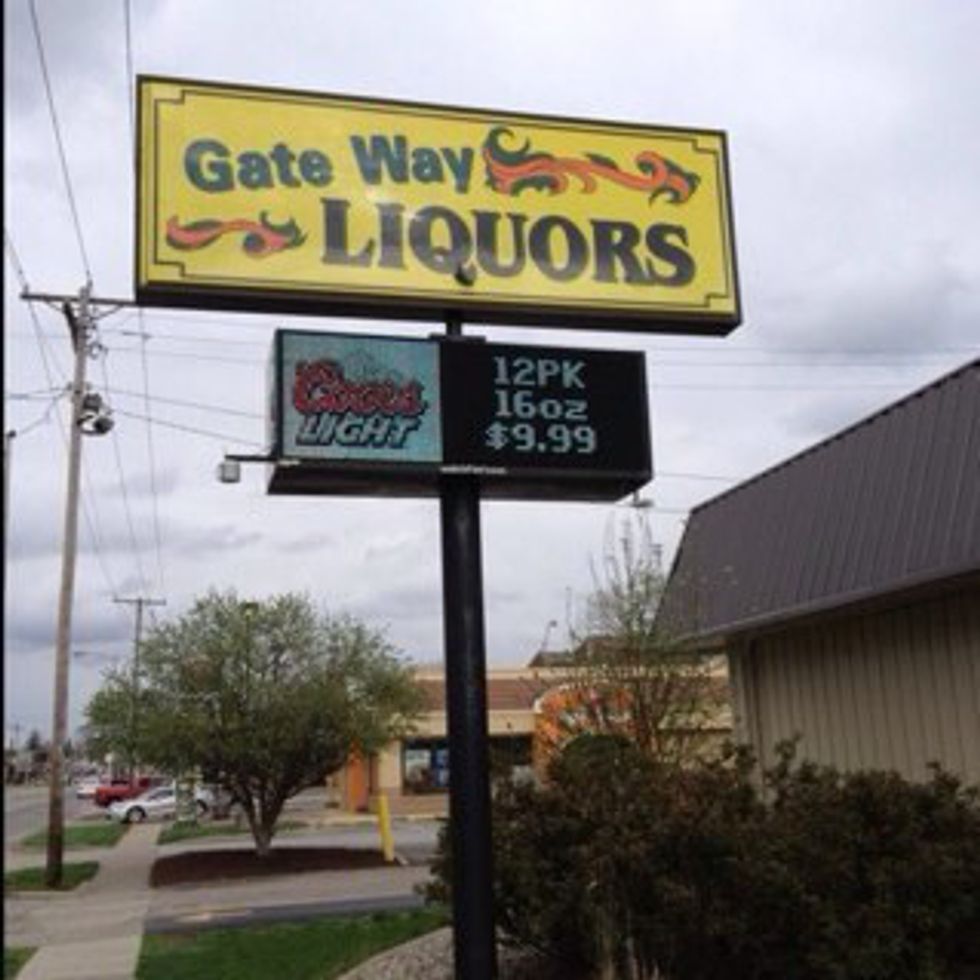 Gate Way
LIQUORS
Coors
LIGHT
12PK
16oz
$9.99